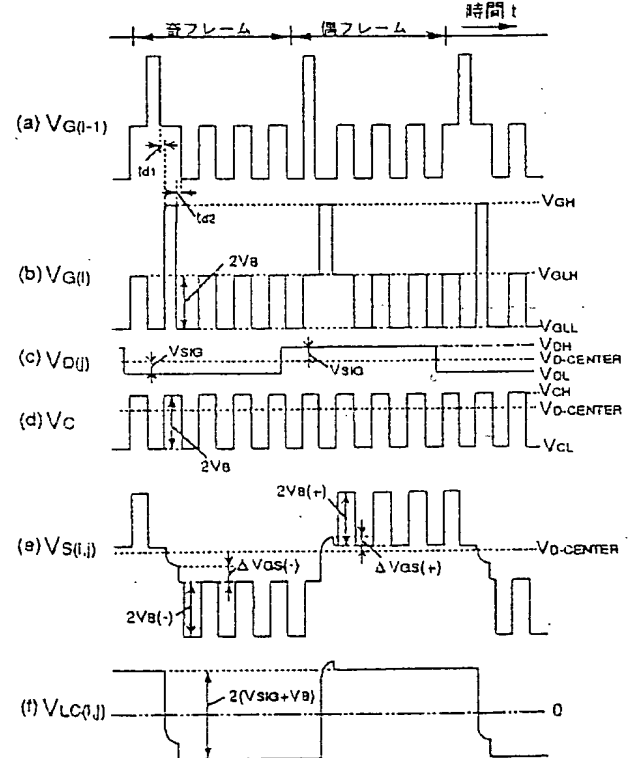 時間 t
奇フレーム
偶フレーム
(a) VG(i-1)
td1
td2
VGH
2VB
(b) VG(i)
VGLH
VGLL
(c) VD(j)
VSIG
VSIG
VDH
VD-CENTER
VDL
VCH
(d) VC
VD-CENTER
2VB
VCL
2VB(+)
(e) VS(i,j)
VD-CENTER
ΔVGS(-)
ΔVGS(+)
2VB(-)
(f) VLC(i,j)
2(VSIG+VB)
0